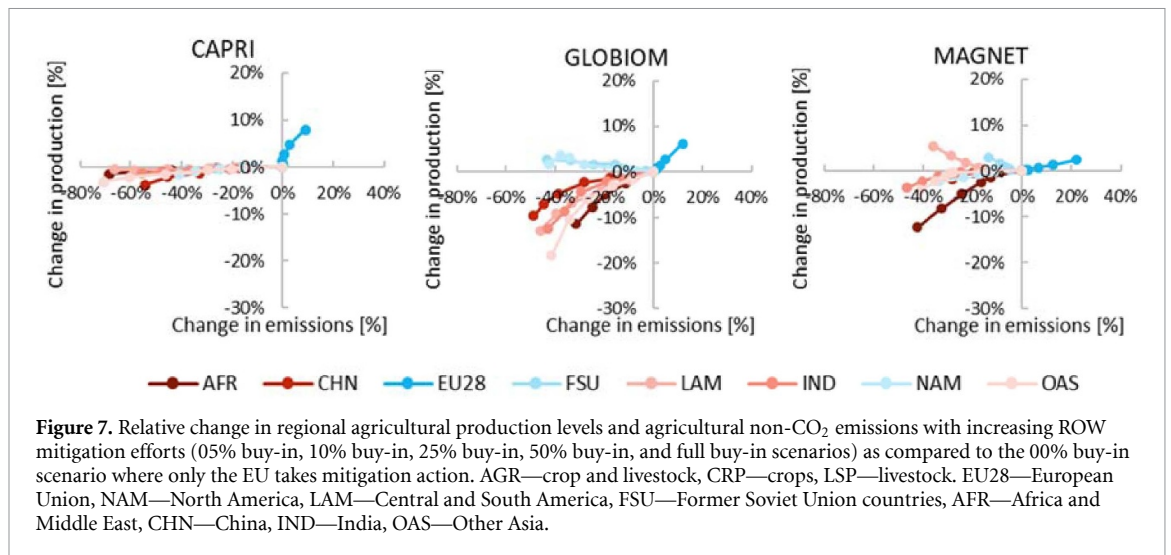 CAPRI
GLOBIOM
MAGNET
Change in production [%]
20%
10%
0%
-80% -60% -40% -20% 0% 20% 40%
-10%
-20%
-30%
Change in emissions [%]
Change in production [%]
20%
10%
0%
-80% -60% -40% -20% 0% 20% 40%
-10%
-20%
-30%
Change in emissions [%]
Change in production [%]
20%
10%
0%
-80% -60% -40% -20% 0% 20% 40%
-10%
-20%
-30%
Change in emissions [%]
AFR CHN EU28 FSU LAM IND NAM OAS
Figure 7. Relative change in regional agricultural production levels and agricultural non-CO₂ emissions with increasing ROW
mitigation efforts (05% buy-in, 10% buy-in, 25% buy-in, 50% buy-in, and full buy-in scenarios) as compared to the 00% buy-in
scenario where only the EU takes mitigation action. AGR—crop and livestock, CRP—crops, LSP—livestock. EU28—European
Union, NAM—North America, LAM—Central and South America, FSU—Former Soviet Union countries, AFR—Africa and
Middle East, CHN—China, IND—India, OAS—Other Asia.